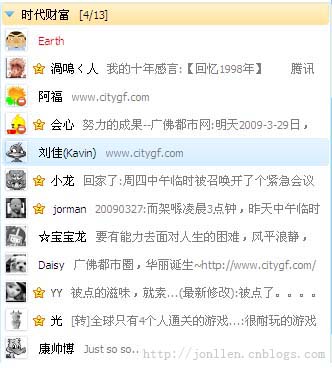 时代财富 [4/13]
Earth
渦鳴く人 我的十年感言:【回忆1998年】 腾讯
阿福 www.citygf.com
会心 努力的成果--广佛都市网:明天2009-3-29日，
刘佳(Kavin) www.citygf.com
小龙 回家了:周四中午临时被召唤开了个紧急会议
jorman 20090327:而架喺凌晨3点钟，昨天中午临时
☆宝宝龙 要有能力去面对人生的困难，风平浪静，
Daisy 广佛都市圈，华丽诞生~http://www.citygf.com/
YY 被点的滋味，就素...(最新修改):被点了。。。。
光 [转]全球只有4个人通关的游戏...:很耐玩的游戏
康帅博 Just so so..
http://jonllen.cnblogs.com